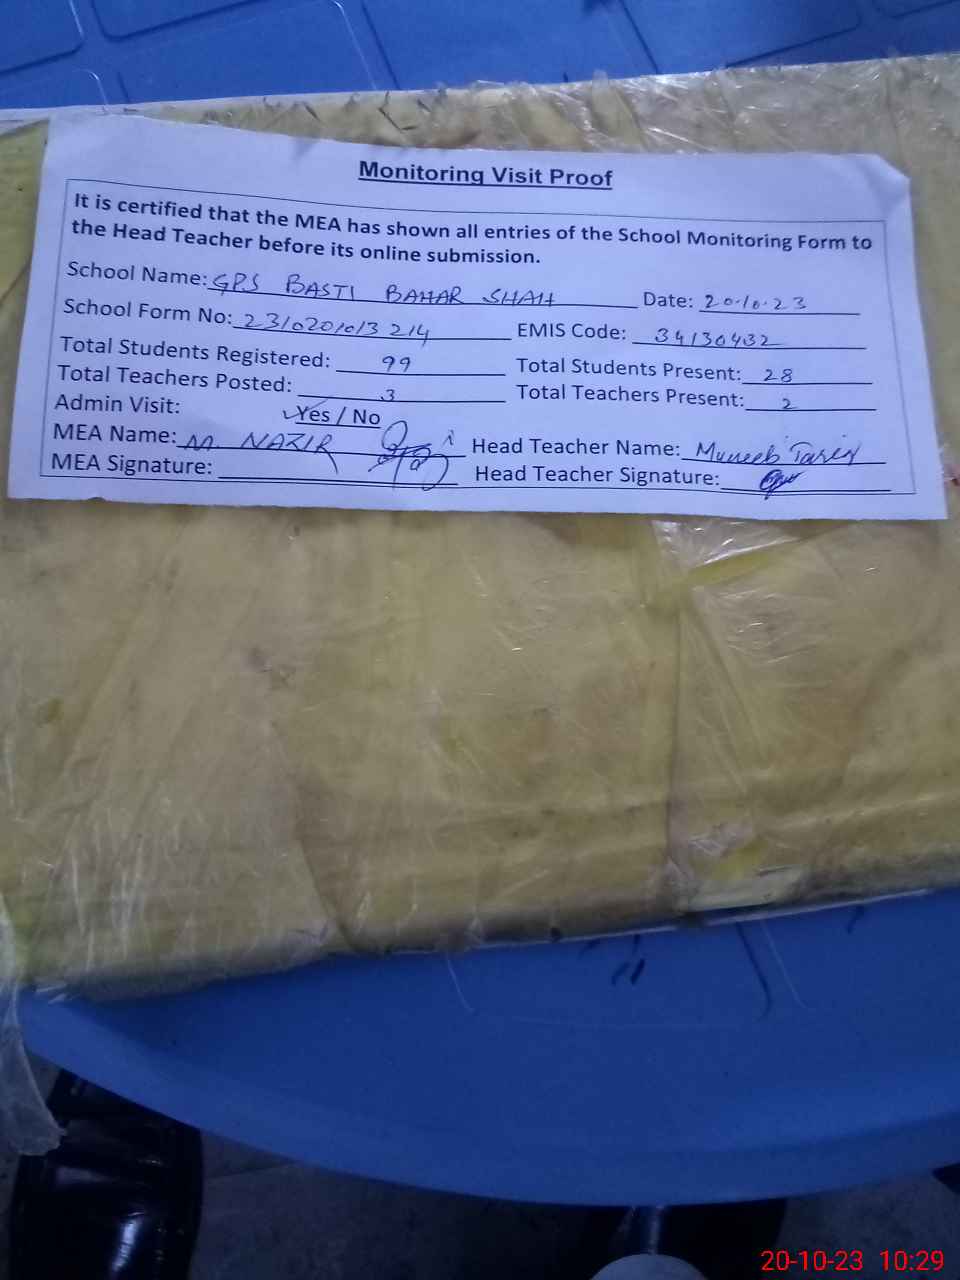 Monitoring Visit Proof
It is certified that the MEA has shown all entries of the School Monitoring Form to
the Head Teacher before its online submission.
School Name: GPS BASTI BAHAR SHAH Date: 20.10.23
School Form No: 2310201013214 EMIS Code: 34130432
Total Students Registered: 99 Total Students Present: 28
Total Teachers Posted: 3 Total Teachers Present: 2
Admin Visit: Yes / No
MEA Name: M NAZIR Head Teacher Name: Muneeb Tariq
MEA Signature: Head Teacher Signature:
20-10-23 10:29